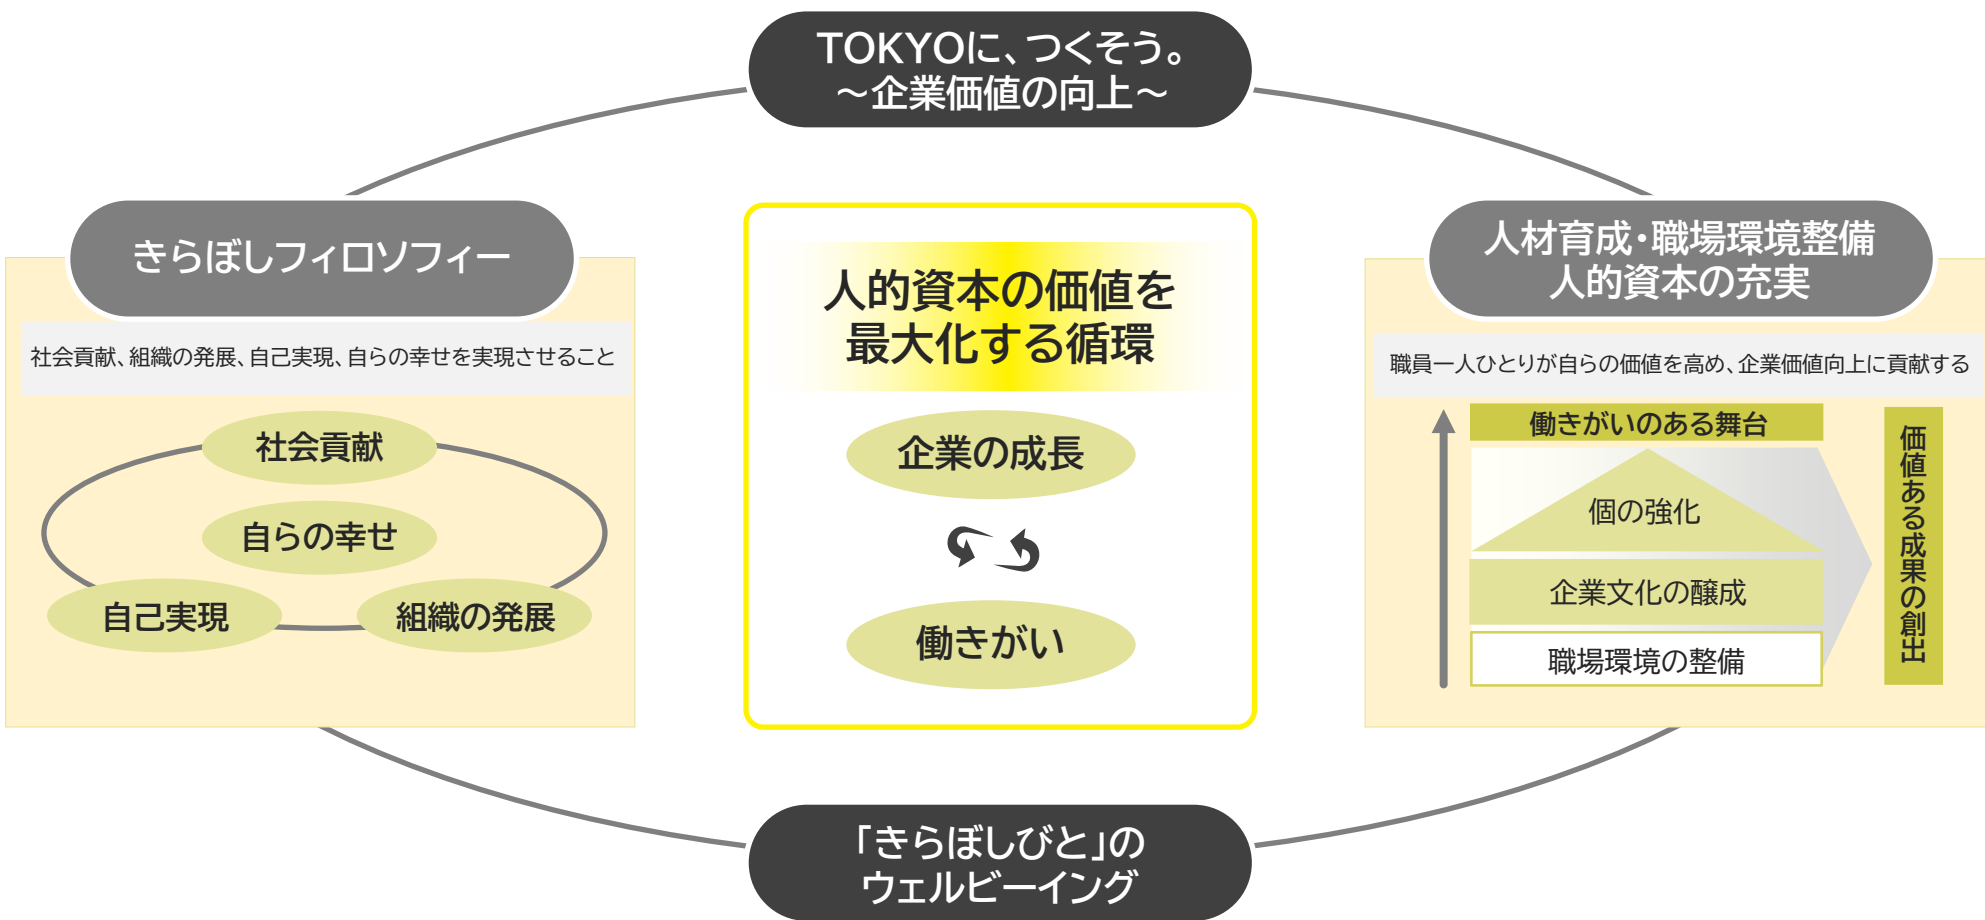 TOKYOに、つくそう。
～企業価値の向上～
きらぼしフィロソフィー
社会貢献、組織の発展、自己実現、自らの幸せを実現させること
社会貢献
自らの幸せ
自己実現
組織の発展
人的資本の価値を
最大化する循環
企業の成長
働きがい
人材育成・職場環境整備
人的資本の充実
職員一人ひとりが自らの価値を高め、企業価値向上に貢献する
働きがいのある舞台
個の強化
企業文化の醸成
職場環境の整備
価値ある成果の創出
「きらぼしびと」の
ウェルビーイング